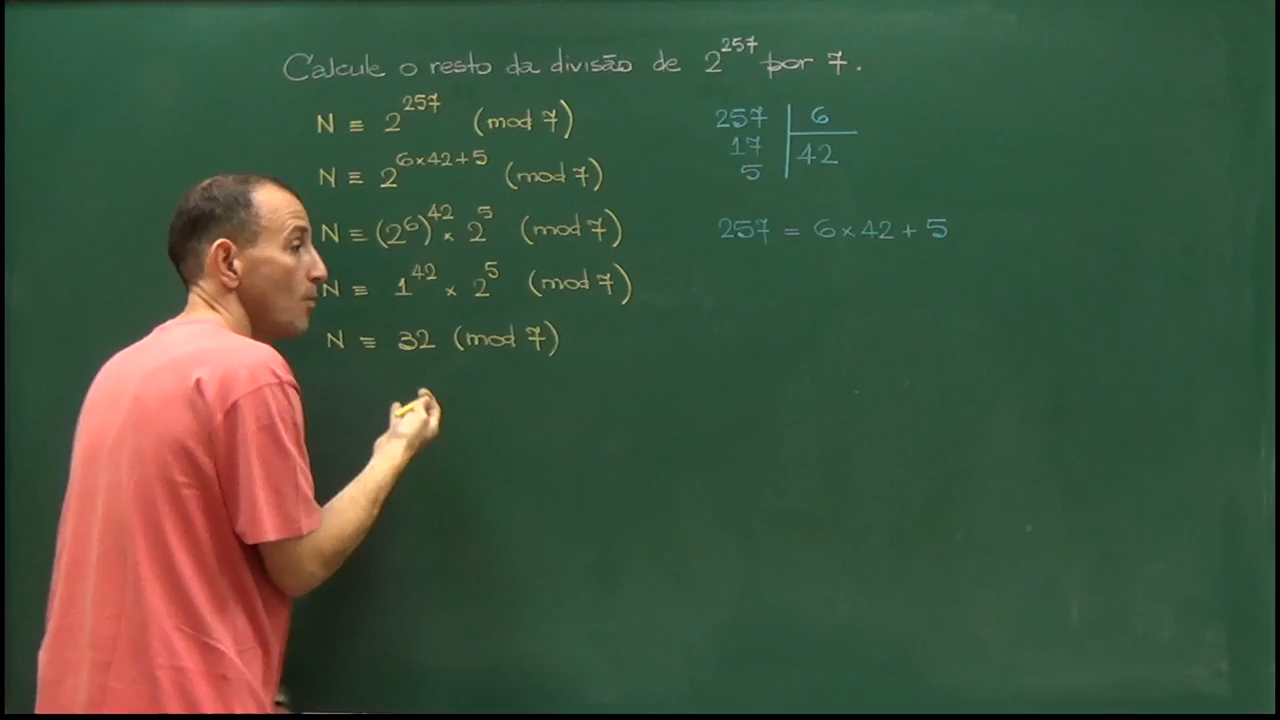 Calcule o resto da divisão de 2^257 por 7.
N ≡ 2^257 (mod 7)
N ≡ 2^(6×42+5) (mod 7)
N ≡ (2^6)^42 × 2^5 (mod 7)
N ≡ 1^42 × 2^5 (mod 7)
N ≡ 32 (mod 7)
257 | 6
17 | 42
5
257 = 6×42 + 5